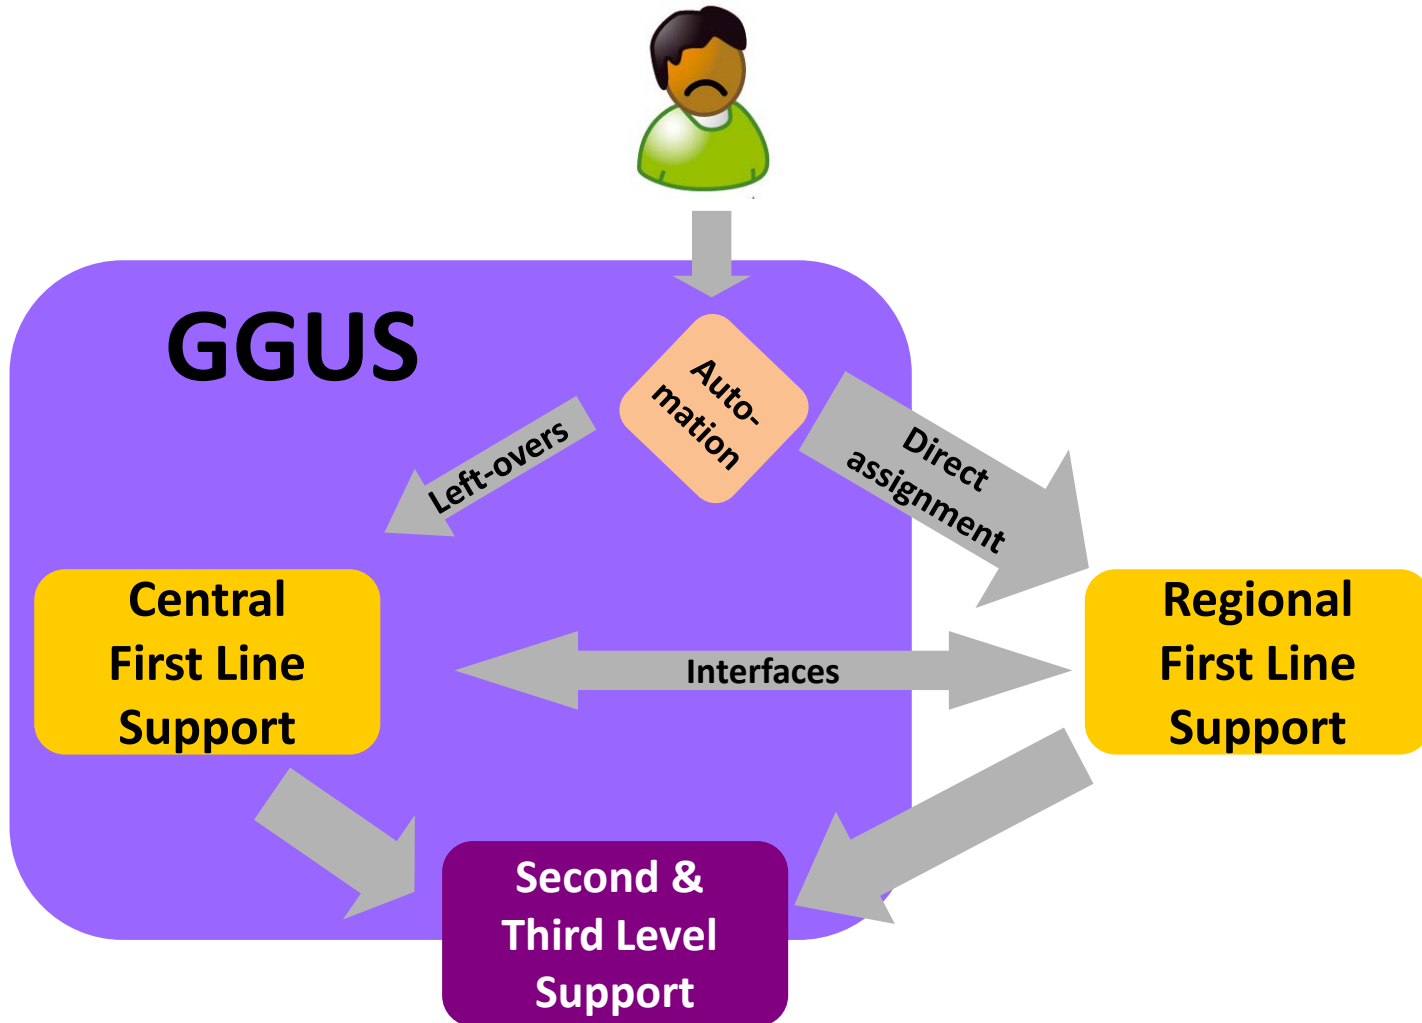 GGUS
Auto-
mation
Left-overs
Direct
assignment
Central
First Line
Support
Interfaces
Regional
First Line
Support
Second &
Third Level
Support